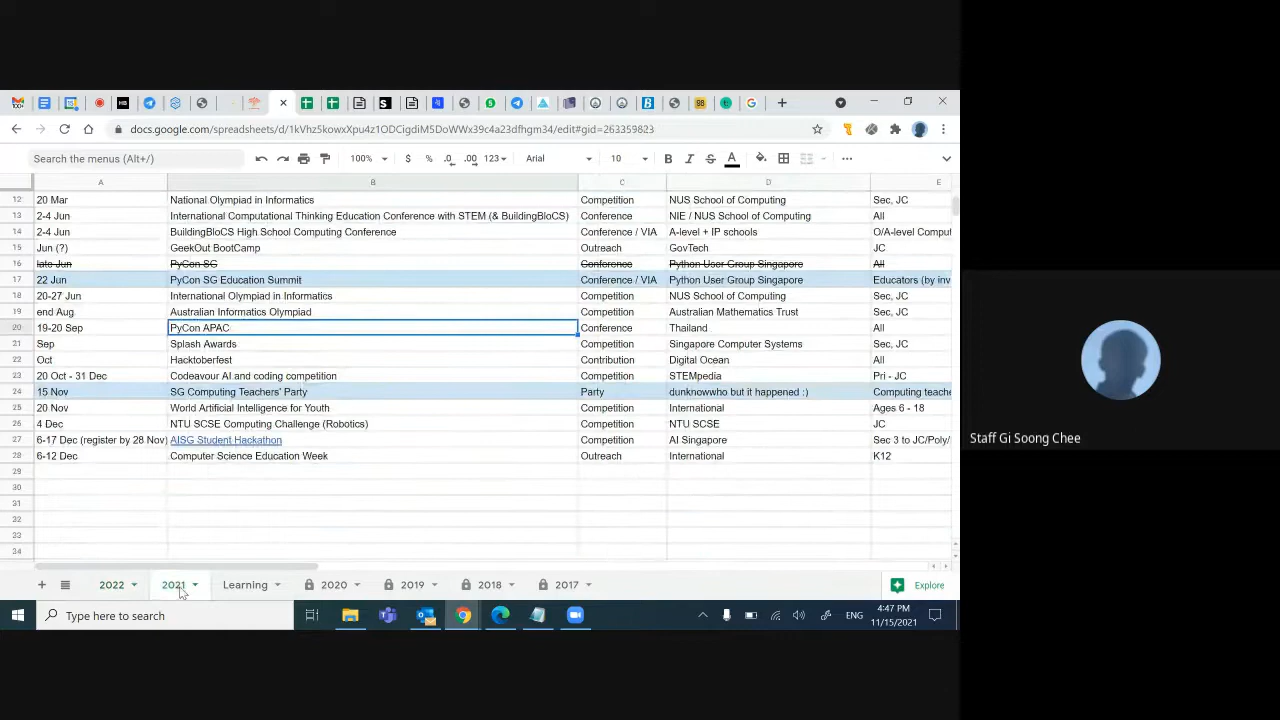 docs.google.com/spreadsheets/d/1kVhz5kowxXpu4z1ODCigdiM5DoWWx39c4a23dfhgm34/edit#gid=263359823
Search the menus (Alt+/) 100% $ % .0 .00 123 Arial 10 B I S A
A B C D E
12 20 Mar National Olympiad in Informatics Competition NUS School of Computing Sec, JC
13 2-4 Jun International Computational Thinking Education Conference with STEM (& BuildingBloCS) Conference NIE / NUS School of Computing All
14 2-4 Jun BuildingBloCS High School Computing Conference Conference / VIA A-level + IP schools O/A-level Comput
15 Jun (?) GeekOut BootCamp Outreach GovTech JC
16 late Jun PyCon SG Conference Python User Group Singapore All
17 22 Jun PyCon SG Education Summit Conference / VIA Python User Group Singapore Educators (by inv
18 20-27 Jun International Olympiad in Informatics Competition NUS School of Computing Sec, JC
19 end Aug Australian Informatics Olympiad Competition Australian Mathematics Trust Sec, JC
20 19-20 Sep PyCon APAC Conference Thailand All
21 Sep Splash Awards Competition Singapore Computer Systems Sec, JC
22 Oct Hacktoberfest Contribution Digital Ocean All
23 20 Oct - 31 Dec Codeavour AI and coding competition Competition STEMpedia Pri - JC
24 15 Nov SG Computing Teachers' Party Party dunknowwho but it happened :) Computing teache
25 20 Nov World Artificial Intelligence for Youth Competition International Ages 6 - 18
26 4 Dec NTU SCSE Computing Challenge (Robotics) Competition NTU SCSE JC
27 6-17 Dec (register by 28 Nov) AISG Student Hackathon Competition AI Singapore Sec 3 to JC/Poly/
28 6-12 Dec Computer Science Education Week Outreach International K12
29
30
31
32
33
34
2022 2021 Learning 2020 2019 2018 2017 Explore
Type here to search ENG 4:47 PM
11/15/2021
Staff Gi Soong Chee